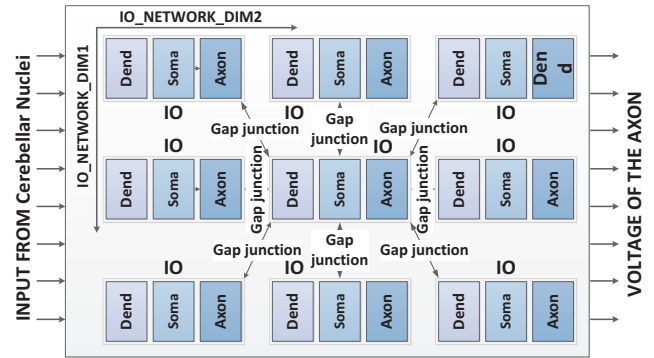 IO_NETWORK_DIM2
IO_NETWORK_DIM1
INPUT FROM Cerebellar Nuclei
VOLTAGE OF THE AXON
Dend Soma Axon
Dend Soma Axon
Dend Soma Den
d
IO IO IO
Gap junction
Gap
junction
Gap junction
IO IO IO
Dend Soma Axon
Gap junction
Dend Soma Axon
Gap junction
Dend Soma Axon
Gap junction
Gap
junction
Gap junction
IO IO IO
Dend Soma Axon
Dend Soma Axon
Dend Soma Axon